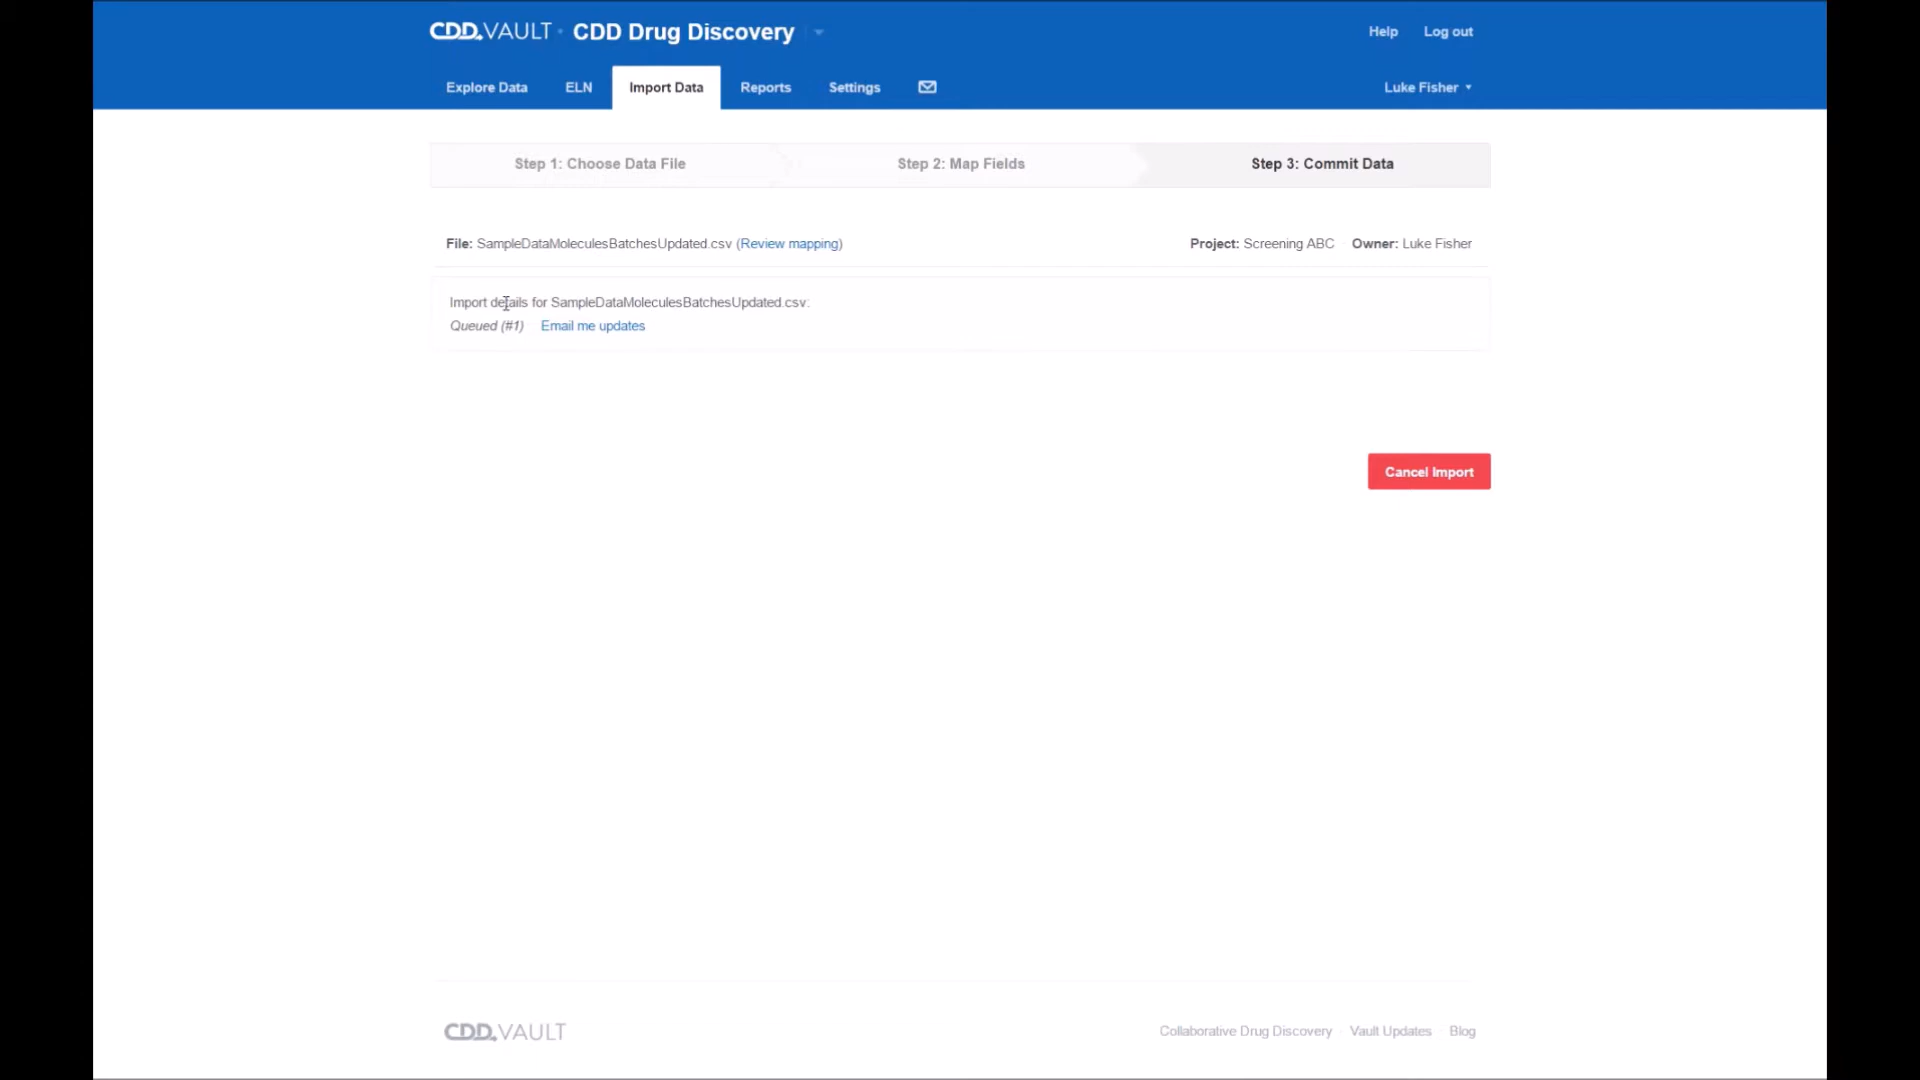 CDD.VAULT • CDD Drug Discovery
Help Log out
Explore Data ELN Import Data Reports Settings Luke Fisher
Step 1: Choose Data File Step 2: Map Fields Step 3: Commit Data
File: SampleDataMoleculesBatchesUpdated.csv (Review mapping) Project: Screening ABC Owner: Luke Fisher
Import details for SampleDataMoleculesBatchesUpdated.csv:
Queued (#1) Email me updates
Cancel Import
CDD.VAULT Collaborative Drug Discovery Vault Updates Blog